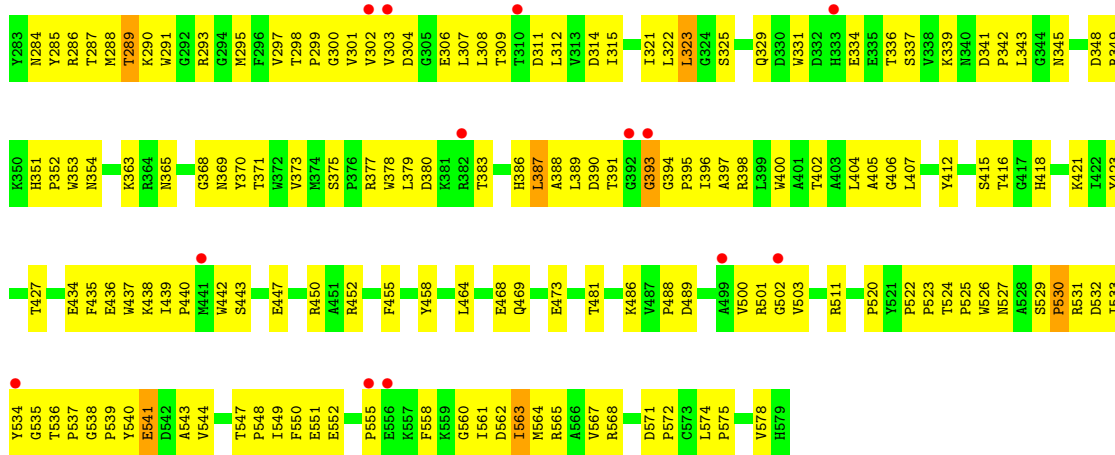 Y283 N284 Y285 R286 T287 M288 T289 K290 W291 G292 R293 G294 M295 F296 V297 T298 P299 G300 V301 V302 V303 D304 G305 E306 L307 L308 T309 T310 D311 L312 V313 D314 I315 I321 L322 L323 G324 S325 Q329 D330 W331 D332 H333 E334 E335 T336 S337 V338 K339 N340 D341 P342 L343 G344 N345 D348
K350 H351 P352 W353 N354 K363 R364 N365 G368 N369 Y370 T371 W372 V373 M374 S375 P376 R377 W378 L379 D380 K381 R382 T383 H386 L387 A388 L389 D390 T391 G392 G393 G394 P395 I396 A397 R398 L399 W400 A401 T402 A403 L404 A405 G406 L407 Y412 S415 T416 G417 H418 K421 I422 Y423
T427 E434 F435 E436 W437 K438 I439 P440 M441 W442 S443 E447 R450 A451 R452 F455 Y458 L464 E468 Q469 E473 T481 K486 V487 P488 D489 A499 V500 R501 G502 V503 R511 P520 Y521 P522 P523 T524 P525 W526 N527 A528 S529 P530 R531 D532 I533
Y534 G535 T536 P537 G538 P539 Y540 E541 D542 A543 V544 T547 P548 I549 F550 E551 E552 P555 E556 K557 F558 K559 G560 I561 D562 I563 M564 R565 A566 V567 R568 D571 P572 C573 L574 P575 V578 H579